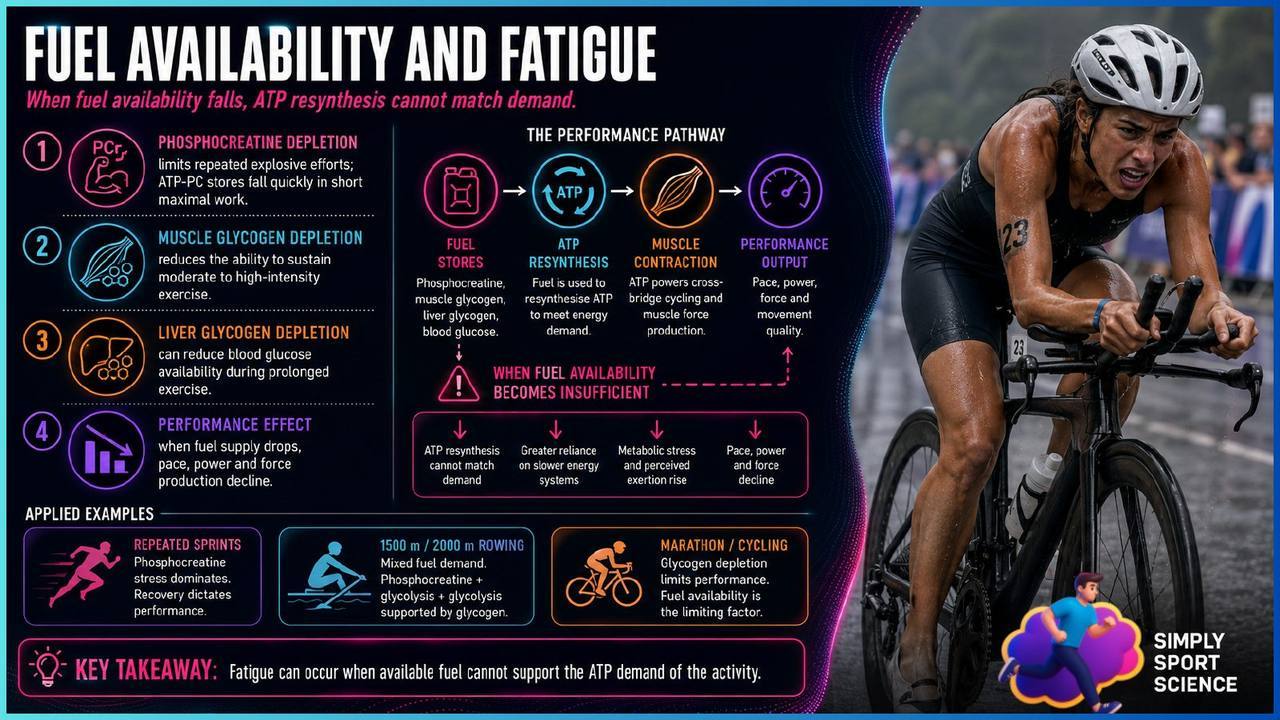 FUEL AVAILABILITY AND FATIGUE
When fuel availability falls, ATP resynthesis cannot match demand.
1
PCr
PHOSPHOCREATINE DEPLETION
limits repeated explosive efforts;
ATP-PC stores fall quickly in short
maximal work.
2
MUSCLE GLYCOGEN DEPLETION
reduces the ability to sustain
moderate to high-intensity
exercise.
3
LIVER GLYCOGEN DEPLETION
can reduce blood glucose
availability during prolonged
exercise.
4
PERFORMANCE EFFECT
when fuel supply drops,
pace, power and force
production decline.
THE PERFORMANCE PATHWAY
FUEL
STORES
Phosphocreatine,
muscle glycogen,
liver glycogen,
blood glucose.
ATP
ATP
RESYNTHESIS
Fuel is used to
resynthesise ATP
to meet energy
demand.
MUSCLE
CONTRACTION
ATP powers cross-
bridge cycling and
muscle force
production.
PERFORMANCE
OUTPUT
Pace, power,
force and
movement
quality.
!
WHEN FUEL AVAILABILITY
BECOMES INSUFFICIENT
ATP resynthesis
cannot match
demand
Greater reliance
on slower energy
systems
Metabolic stress
and perceived
exertion rise
Pace, power
and force
decline
APPLIED EXAMPLES
REPEATED SPRINTS
Phosphocreatine
stress dominates.
Recovery dictates
performance.
1500 m / 2000 m ROWING
Mixed fuel demand.
Phosphocreatine +
glycolysis + glycolysis
supported by glycogen.
MARATHON / CYCLING
Glycogen depletion
limits performance.
Fuel availability is
the limiting factor.
KEY TAKEAWAY: Fatigue can occur when available fuel cannot support the ATP demand of the activity.
23
23
SIMPLY
SPORT
SCIENCE